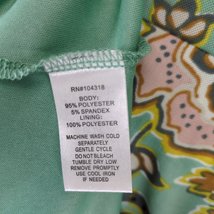 RN#104318
BODY:
95% POLYESTER
5% SPANDEX
LINING:
100% POLYESTER
MACHINE WASH COLD
SEPARATELY
GENTLE CYCLE
DO NOT BLEACH
TUMBLE DRY LOW
REMOVE PROMPTLY
USE COOL IRON
IF NEEDED